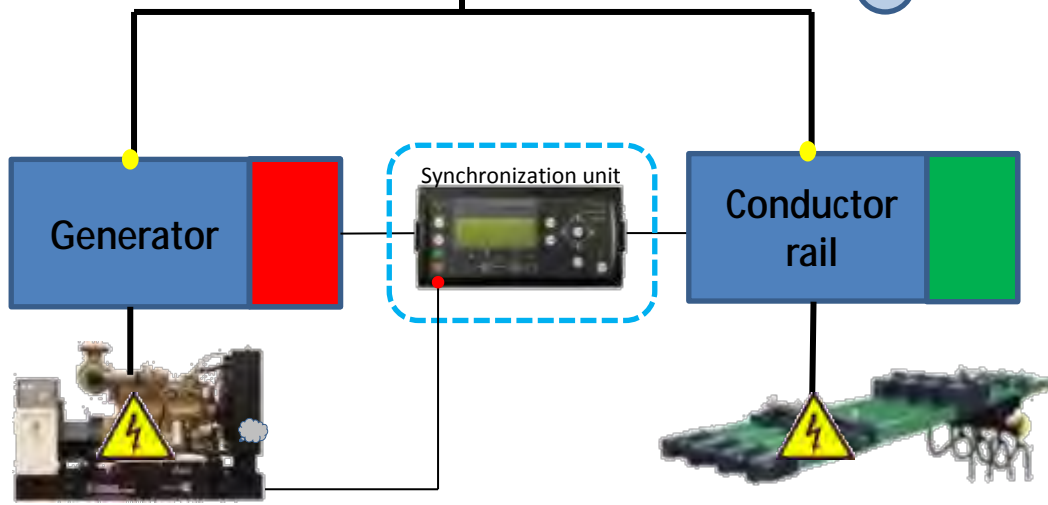 Synchronization unit
Generator
Conductor
rail